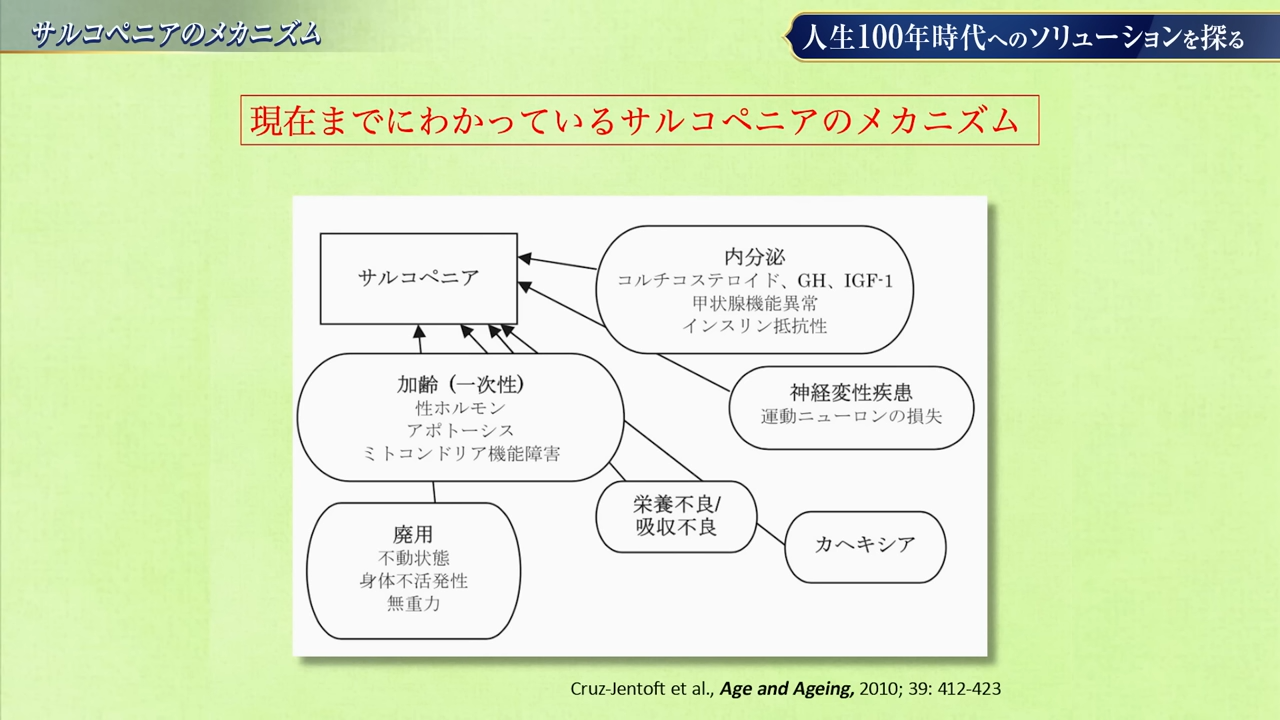 サルコペニアのメカニズム
人生100年時代へのソリューションを探る
現在までにわかっているサルコペニアのメカニズム
サルコペニア
内分泌
コルチコステロイド、GH、IGF-1
甲状腺機能異常
インスリン抵抗性
加齢（一次性）
性ホルモン
アポトーシス
ミトコンドリア機能障害
神経変性疾患
運動ニューロンの損失
栄養不良/
吸収不良
カヘキシア
廃用
不動状態
身体不活発性
無重力
Cruz-Jentoft et al., Age and Ageing, 2010; 39: 412-423